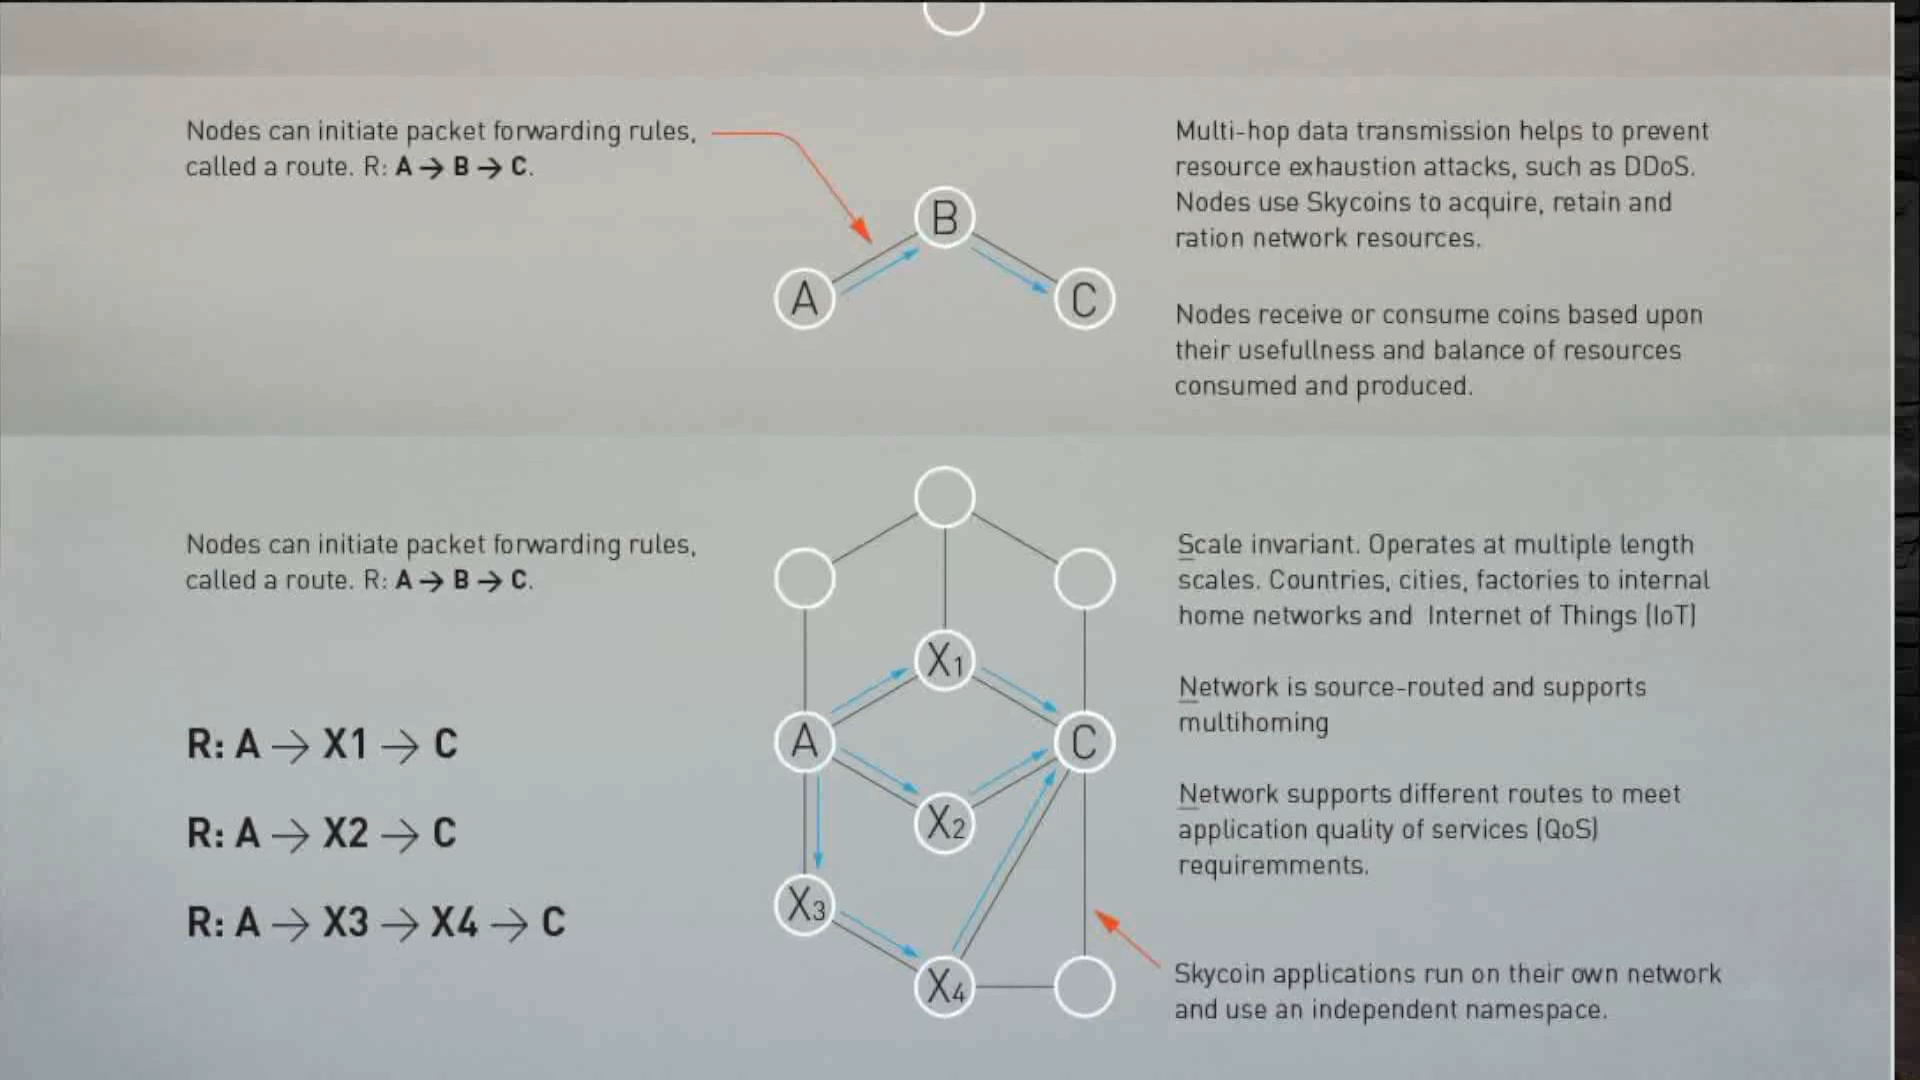 Nodes can initiate packet forwarding rules,
called a route. R: A → B → C.
B
A
C
Multi-hop data transmission helps to prevent
resource exhaustion attacks, such as DDoS.
Nodes use Skycoins to acquire, retain and
ration network resources.
Nodes receive or consume coins based upon
their usefullness and balance of resources
consumed and produced.
Nodes can initiate packet forwarding rules,
called a route. R: A → B → C.
R: A → X1 → C
R: A → X2 → C
R: A → X3 → X4 → C
X1
A
C
X2
X3
X4
Scale invariant. Operates at multiple length
scales. Countries, cities, factories to internal
home networks and Internet of Things (IoT)
Network is source-routed and supports
multihoming
Network supports different routes to meet
application quality of services (QoS)
requiremments.
Skycoin applications run on their own network
and use an independent namespace.